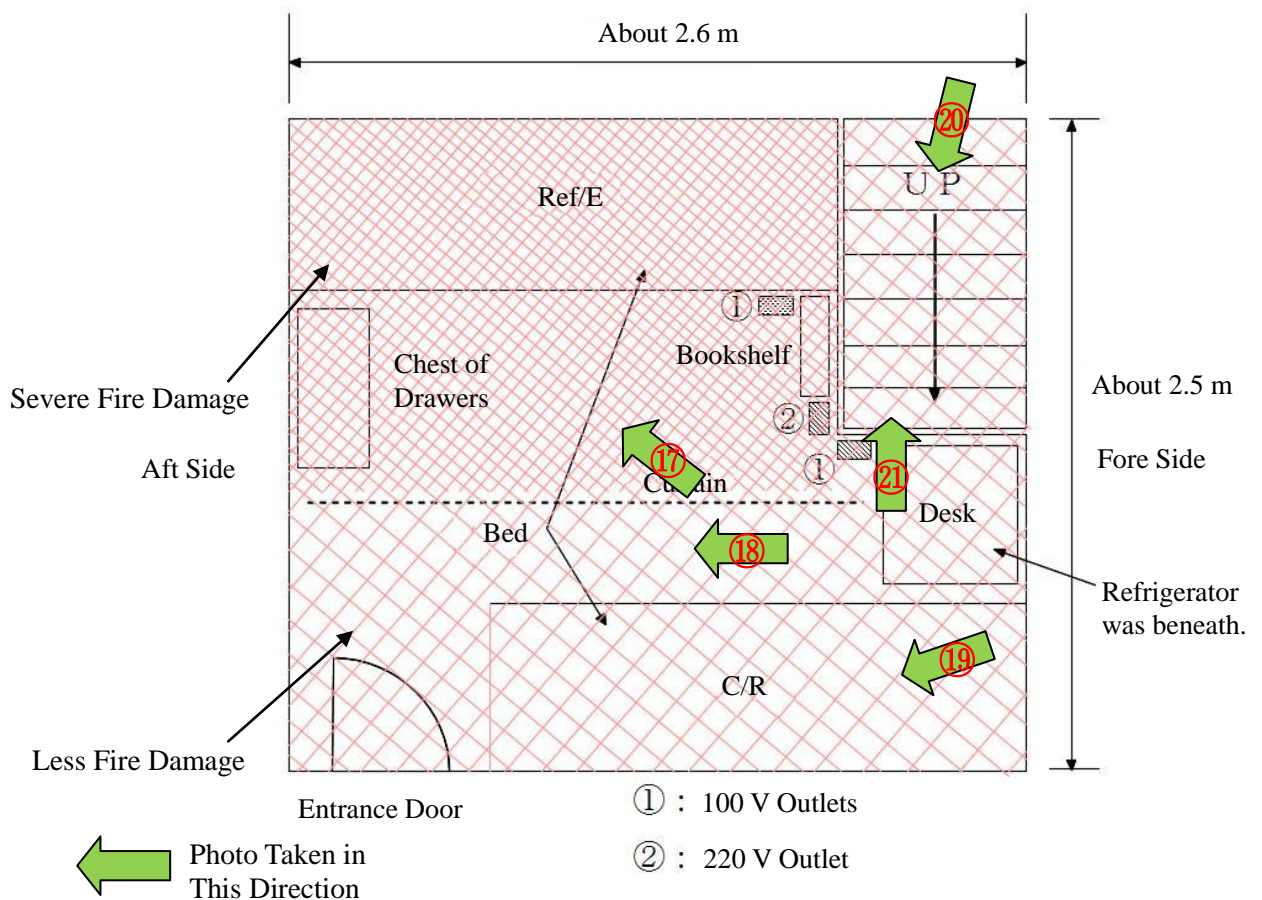 About 2.6 m
⑳
UP
Ref/E
①
Bookshelf
Chest of
Drawers
Severe Fire Damage
About 2.5 m
②
Aft Side
⑰
①
Fore Side
Curtain
㉑
Desk
Bed
⑱
Refrigerator
was beneath.
⑲
C/R
Less Fire Damage
Entrance Door
① : 100 V Outlets
② : 220 V Outlet
Photo Taken in
This Direction